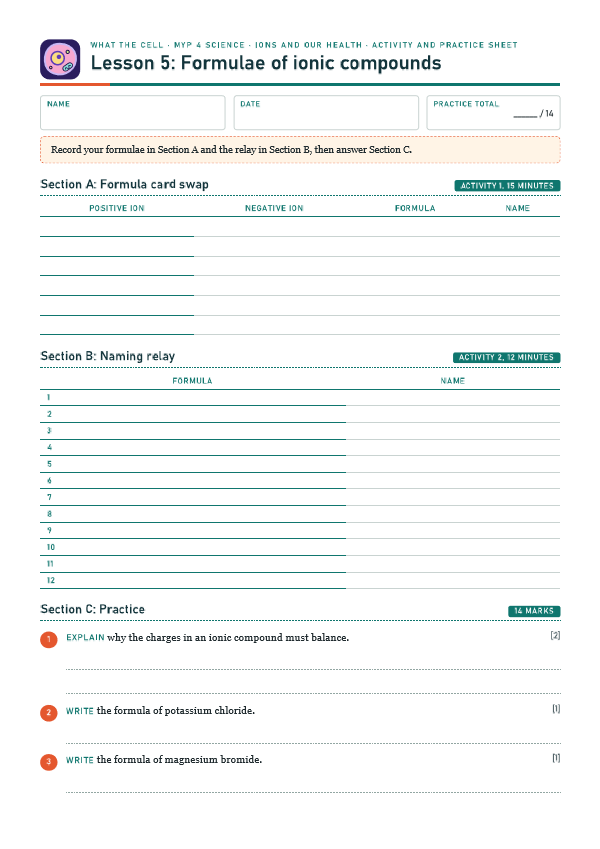 WHAT THE CELL · MYP 4 SCIENCE · IONS AND OUR HEALTH · ACTIVITY AND PRACTICE SHEET
Lesson 5: Formulae of ionic compounds
NAME
DATE
PRACTICE TOTAL
_____ / 14
Record your formulae in Section A and the relay in Section B, then answer Section C.
Section A: Formula card swap
ACTIVITY 1, 15 MINUTES
POSITIVE ION NEGATIVE ION FORMULA NAME
Section B: Naming relay
ACTIVITY 2, 12 MINUTES
FORMULA NAME
1
2
3
4
5
6
7
8
9
10
11
12
Section C: Practice
14 MARKS
1 EXPLAIN why the charges in an ionic compound must balance. [2]
2 WRITE the formula of potassium chloride. [1]
3 WRITE the formula of magnesium bromide. [1]